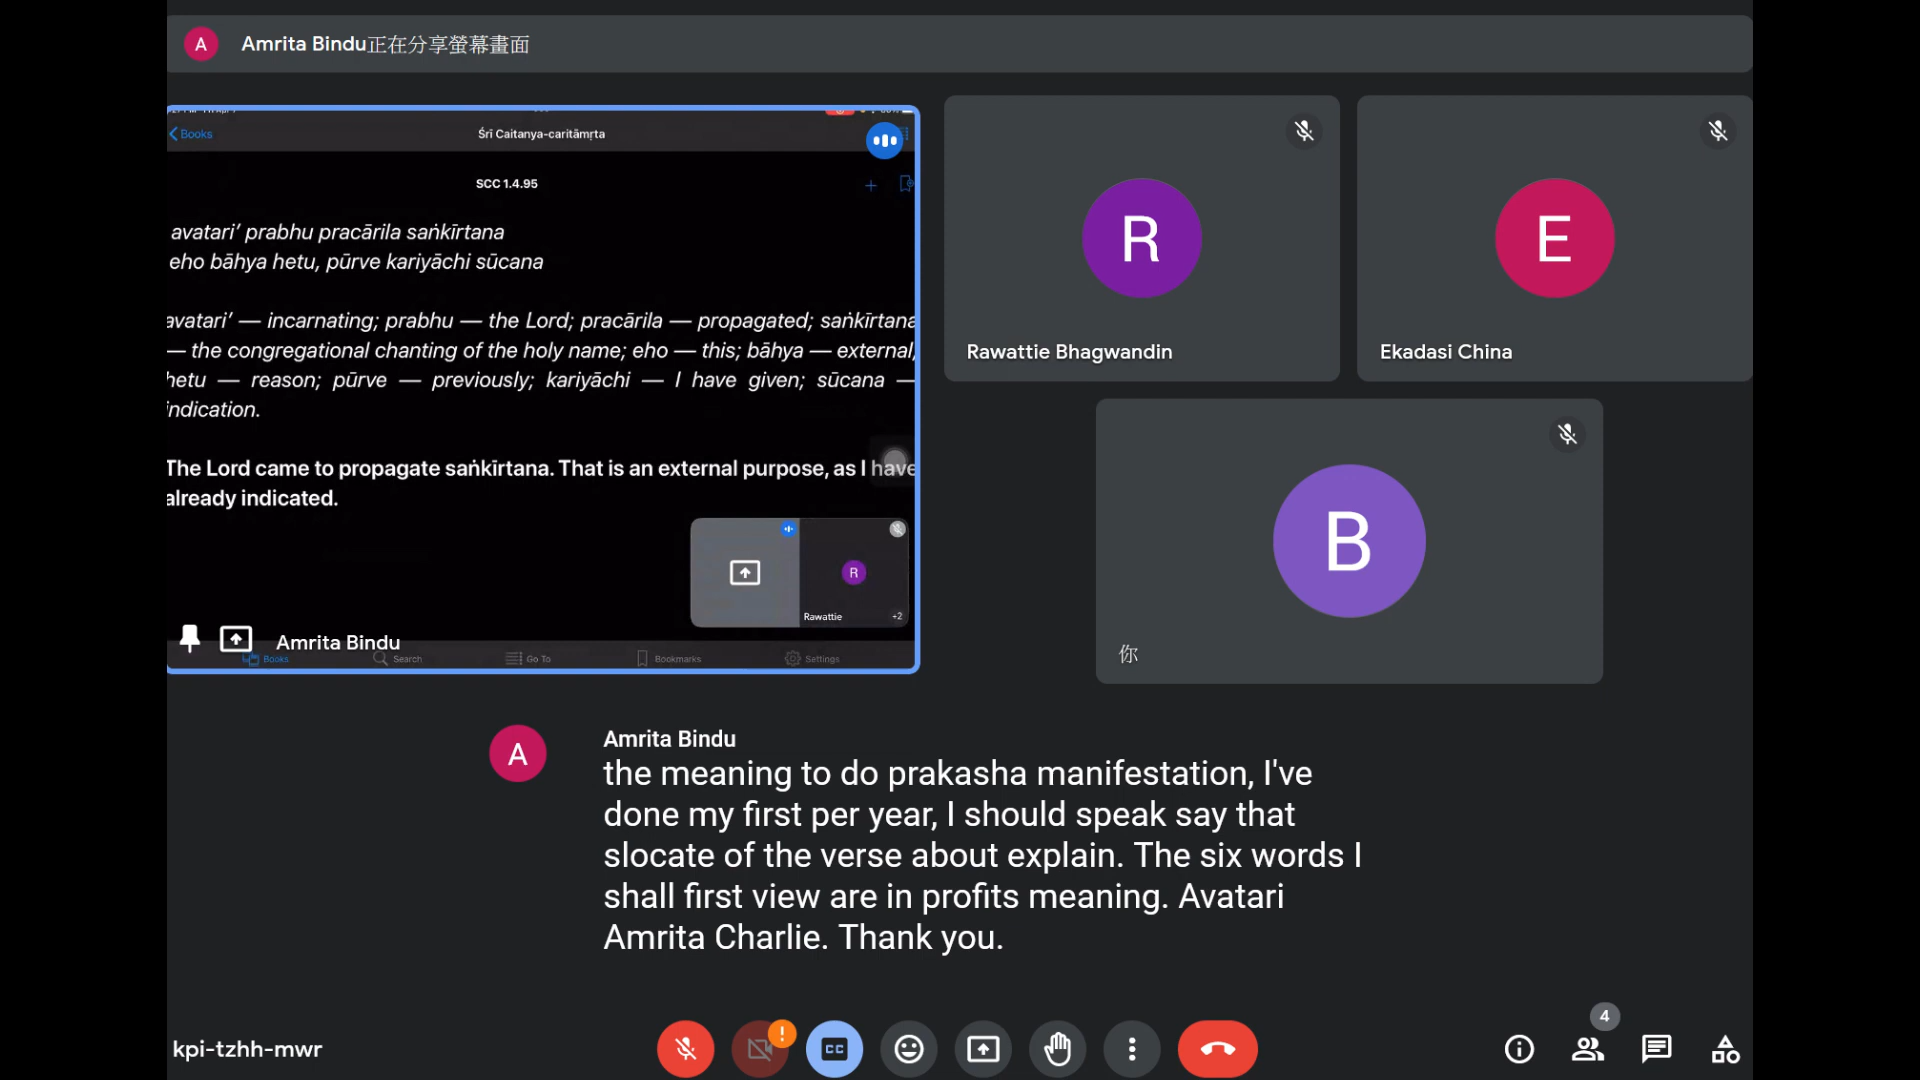 A Amrita Bindu正在分享螢幕畫面
Books Śrī Caitanya-caritāmṛta
SCC 1.4.95
avatari’ prabhu pracārila saṅkīrtana
eho bāhya hetu, pūrve kariyāchi sūcana
avatari’ — incarnating; prabhu — the Lord; pracārila — propagated; saṅkīrtana
— the congregational chanting of the holy name; eho — this; bāhya — external;
hetu — reason; pūrve — previously; kariyāchi — I have given; sūcana —
indication.
The Lord came to propagate saṅkīrtana. That is an external purpose, as I have
already indicated.
R
Rawattie +2
Amrita Bindu
Books Search Go To Bookmarks Settings
R
Rawattie Bhagwandin
E
Ekadasi China
B
你
A
Amrita Bindu
the meaning to do prakasha manifestation, I've
done my first per year, I should speak say that
slocate of the verse about explain. The six words I
shall first view are in profits meaning. Avatari
Amrita Charlie. Thank you.
kpi-tzhh-mwr
CC
4